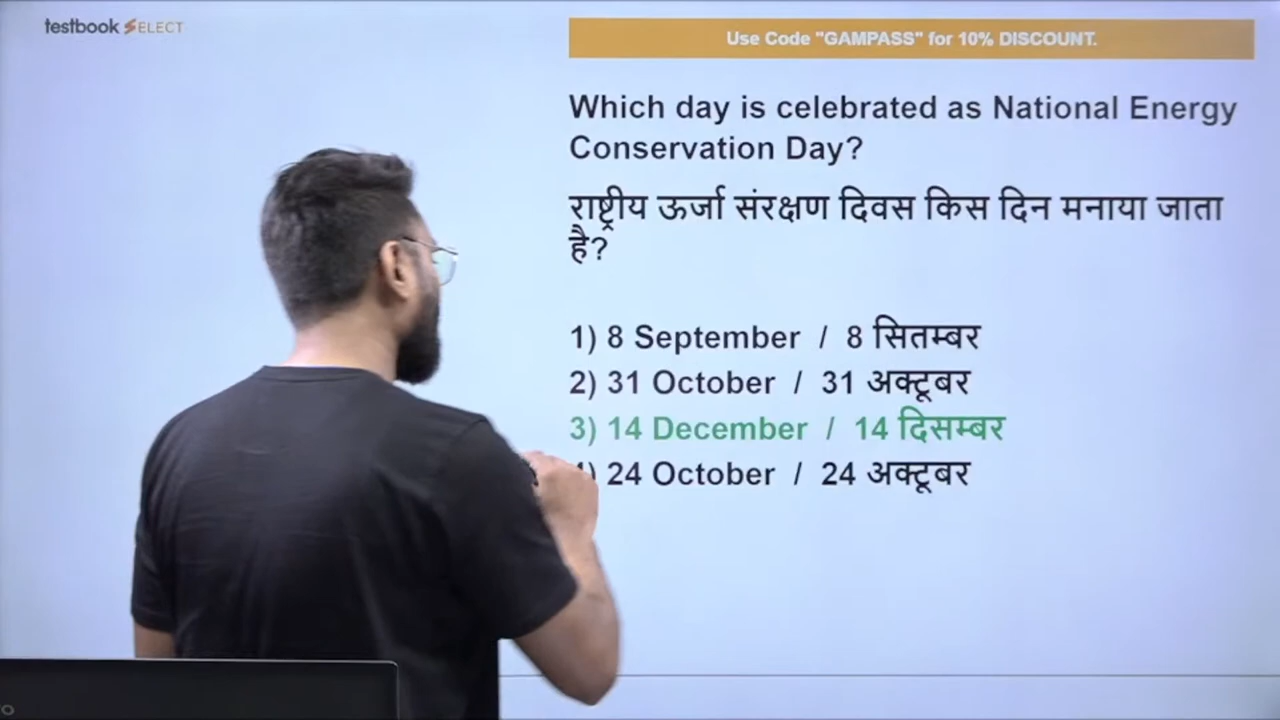 testbook SELECT
Use Code "GAMPASS" for 10% DISCOUNT.
Which day is celebrated as National Energy
Conservation Day?
राष्ट्रीय ऊर्जा संरक्षण दिवस किस दिन मनाया जाता
है?
1) 8 September / 8 सितम्बर
2) 31 October / 31 अक्टूबर
3) 14 December / 14 दिसम्बर
4) 24 October / 24 अक्टूबर